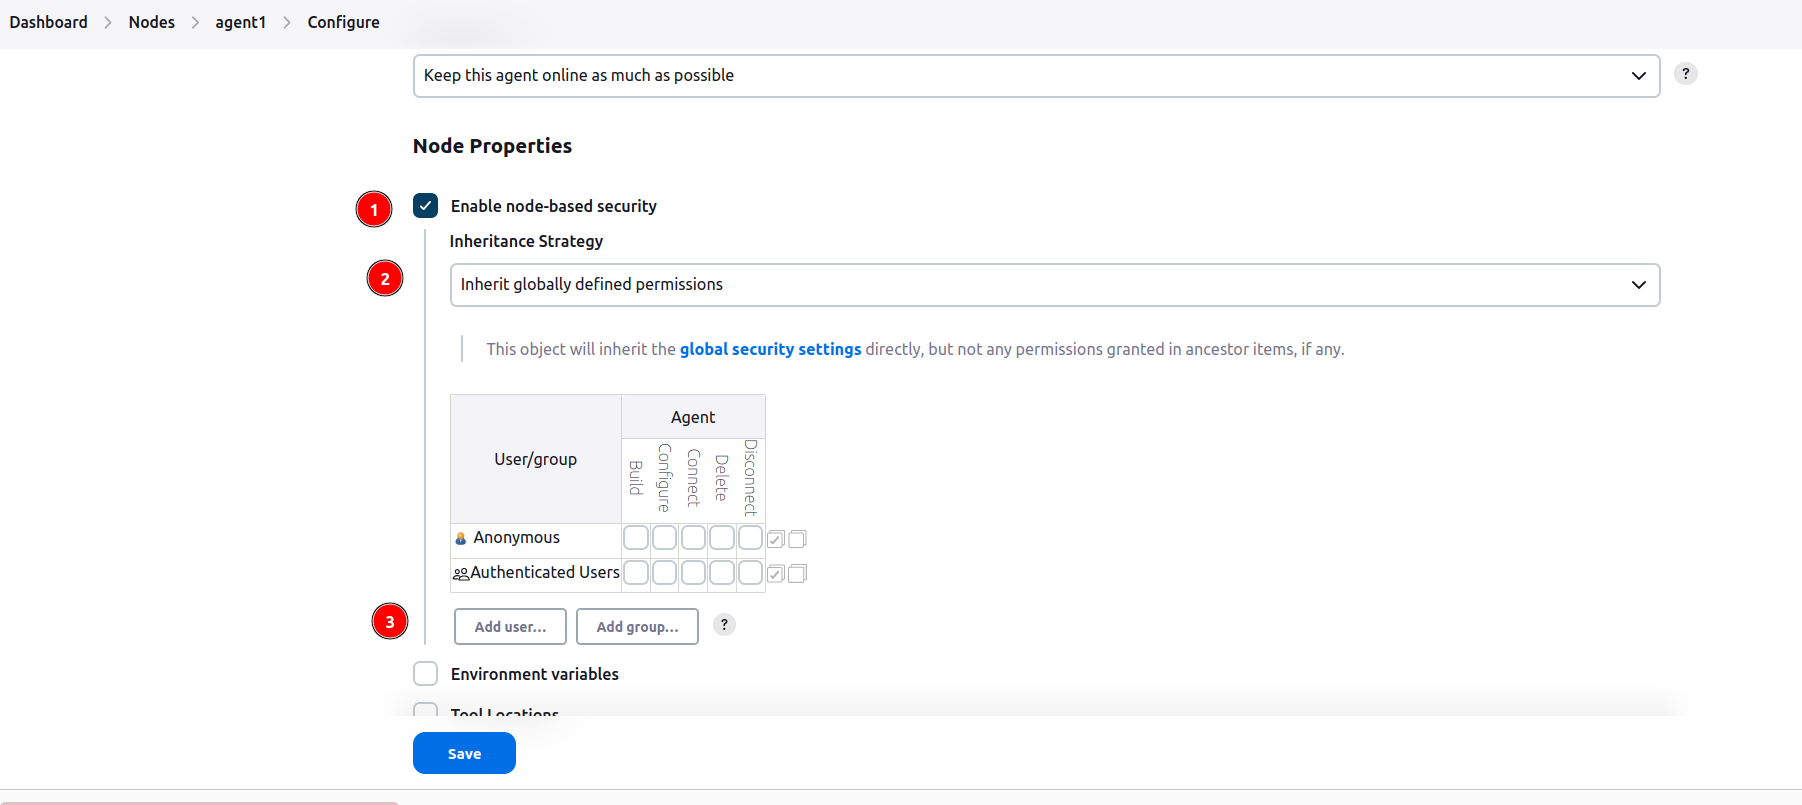 Dashboard > Nodes > agent1 > Configure
Keep this agent online as much as possible
?
Node Properties
1
Enable node-based security
Inheritance Strategy
2
Inherit globally defined permissions
This object will inherit the global security settings directly, but not any permissions granted in ancestor items, if any.
User/group
Agent
Build
Configure
Connect
Delete
Disconnect
Anonymous
Authenticated Users
3
Add user...
Add group...
?
Environment variables
Tool Locations
Save